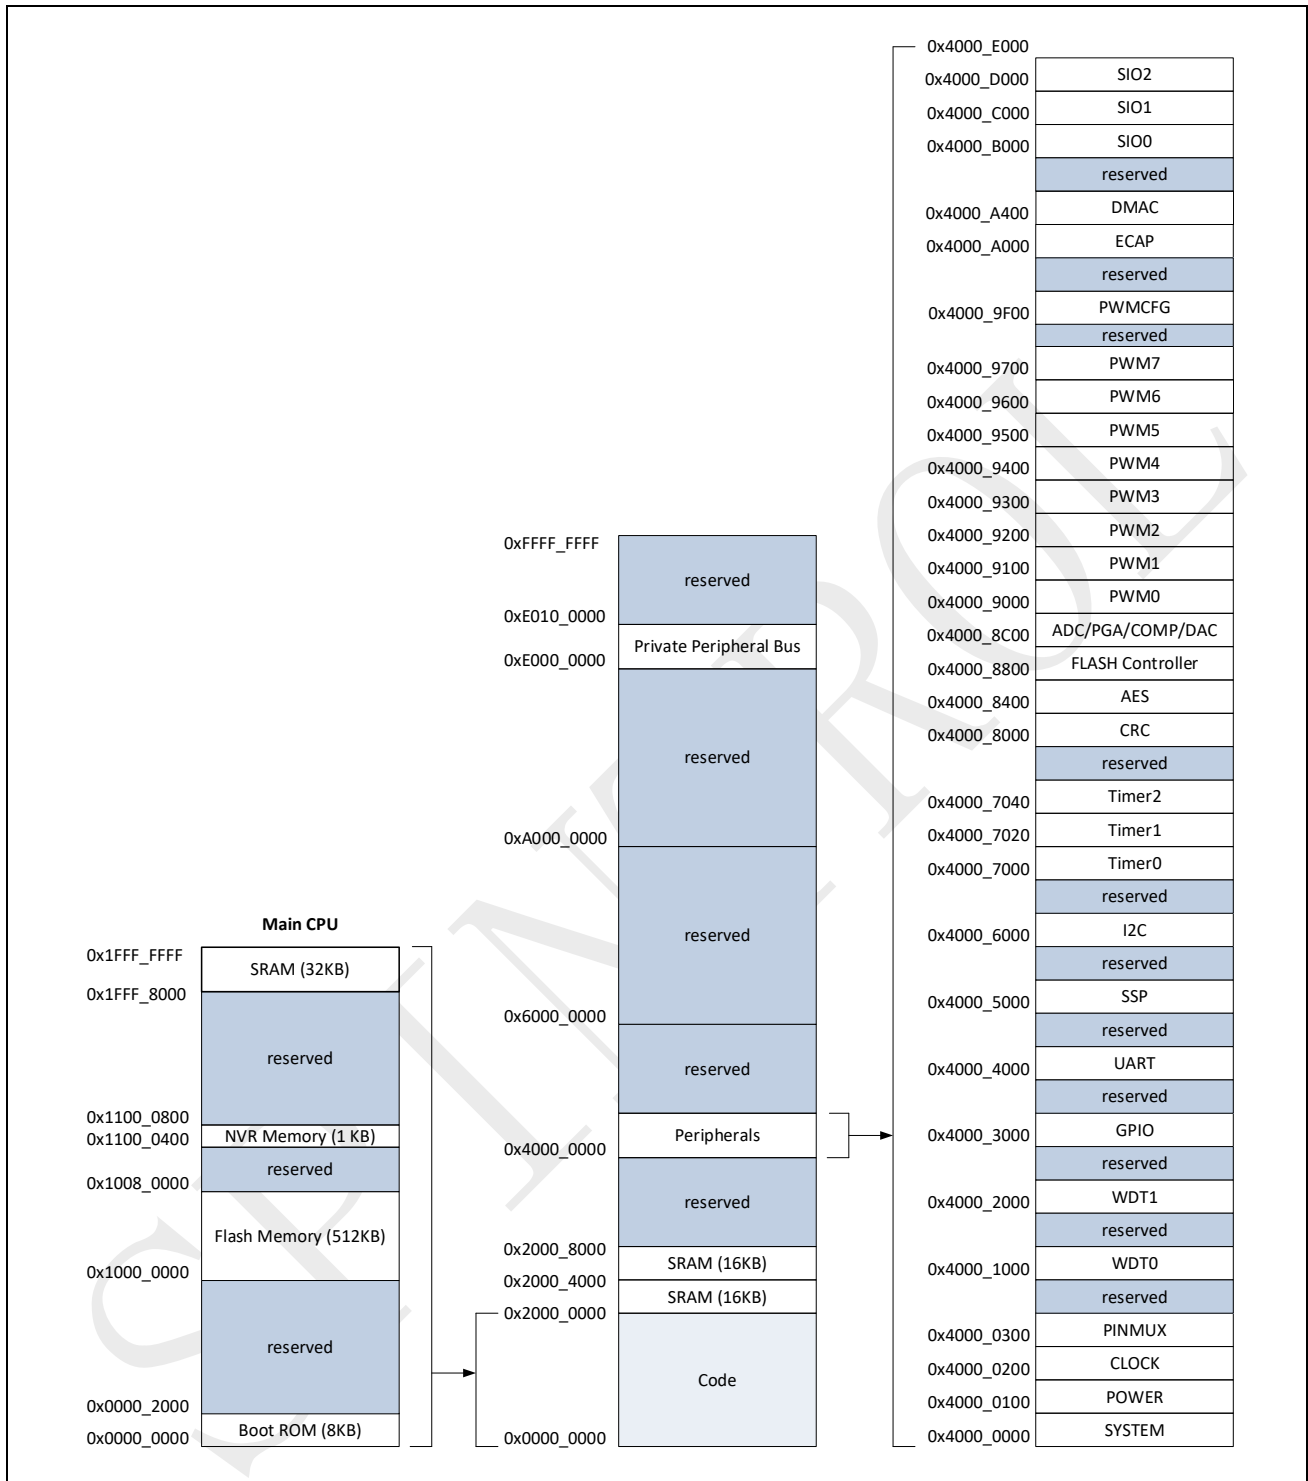 Main CPU
0x1FFF_FFFF
SRAM (32KB)
0x1FFF_8000
reserved
0x1100_0800
NVR Memory (1 KB)
0x1100_0400
reserved
0x1008_0000
Flash Memory (512KB)
0x1000_0000
reserved
0x0000_2000
Boot ROM (8KB)
0x0000_0000
0xFFFF_FFFF
reserved
0xE010_0000
Private Peripheral Bus
0xE000_0000
reserved
0xA000_0000
reserved
0x6000_0000
reserved
Peripherals
0x4000_0000
reserved
0x2000_8000
SRAM (16KB)
0x2000_4000
SRAM (16KB)
0x2000_0000
Code
0x0000_0000
0x4000_E000
SIO2
0x4000_D000
SIO1
0x4000_C000
SIO0
0x4000_B000
reserved
DMAC
0x4000_A400
ECAP
0x4000_A000
reserved
PWMCFG
0x4000_9F00
reserved
PWM7
0x4000_9700
PWM6
0x4000_9600
PWM5
0x4000_9500
PWM4
0x4000_9400
PWM3
0x4000_9300
PWM2
0x4000_9200
PWM1
0x4000_9100
PWM0
0x4000_9000
ADC/PGA/COMP/DAC
0x4000_8C00
FLASH Controller
0x4000_8800
AES
0x4000_8400
CRC
0x4000_8000
reserved
Timer2
0x4000_7040
Timer1
0x4000_7020
Timer0
0x4000_7000
reserved
I2C
0x4000_6000
reserved
SSP
0x4000_5000
reserved
UART
0x4000_4000
reserved
GPIO
0x4000_3000
reserved
WDT1
0x4000_2000
reserved
WDT0
0x4000_1000
reserved
PINMUX
0x4000_0300
CLOCK
0x4000_0200
POWER
0x4000_0100
SYSTEM
0x4000_0000
SPINTROL